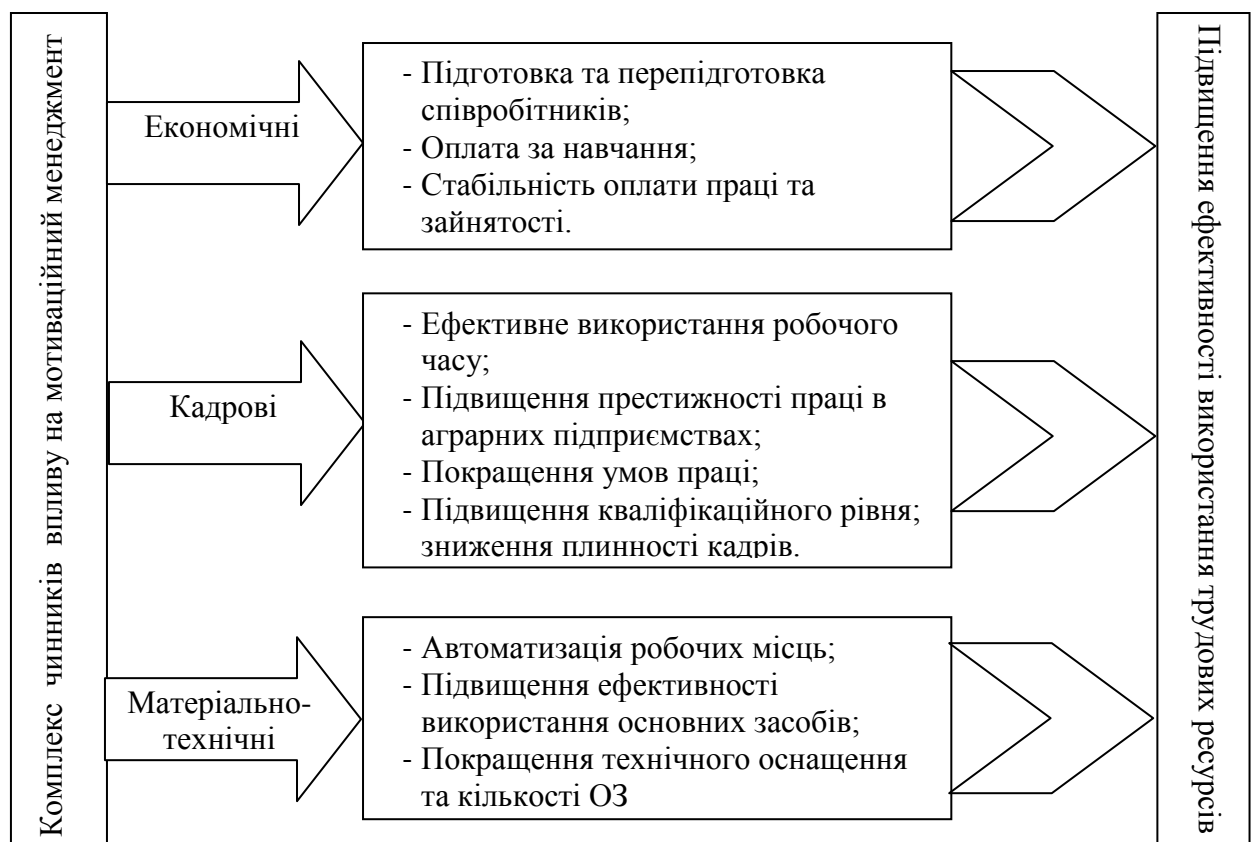 Комплекс чинників впливу на мотиваційний менеджмент
Економічні
- Підготовка та перепідготовка
співробітників;
- Оплата за навчання;
- Стабільність оплати праці та
зайнятості.
Кадрові
- Ефективне використання робочого
часу;
- Підвищення престижності праці в
аграрних підприємствах;
- Покращення умов праці;
- Підвищення кваліфікаційного рівня;
зниження плинності кадрів.
Матеріально-
технічні
- Автоматизація робочих місць;
- Підвищення ефективності
використання основних засобів;
- Покращення технічного оснащення
та кількості ОЗ
Підвищення ефективності використання трудових ресурсів